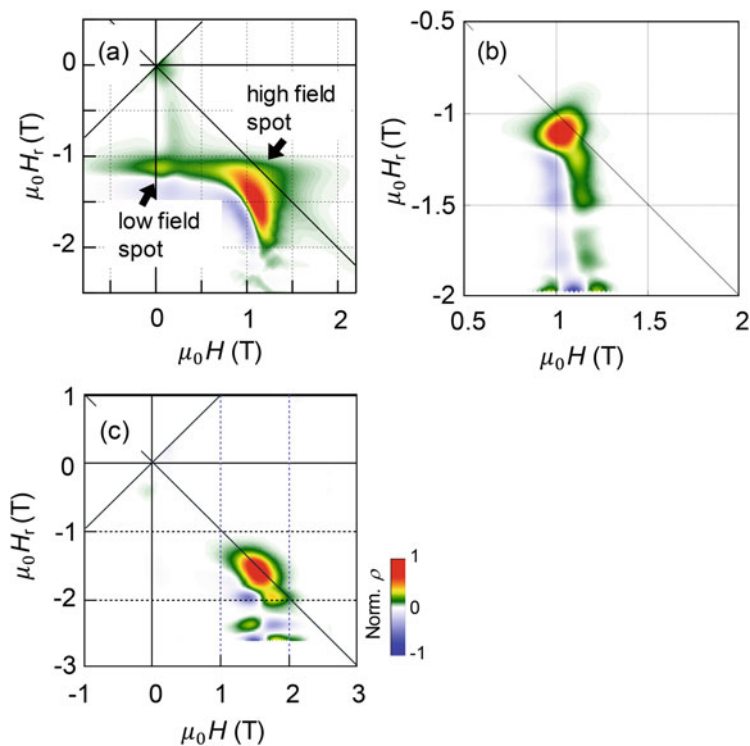 (a)
high field
spot
low field
spot
0
-1
-2
μ₀Hᵣ (T)
0
1
2
μ₀H (T)
(b)
-0.5
-1
-1.5
-2
μ₀Hᵣ (T)
0.5
1
1.5
2
μ₀H (T)
(c)
1
0
-1
-2
-3
μ₀Hᵣ (T)
-1
0
1
2
3
μ₀H (T)
Norm. ρ
1
0
-1